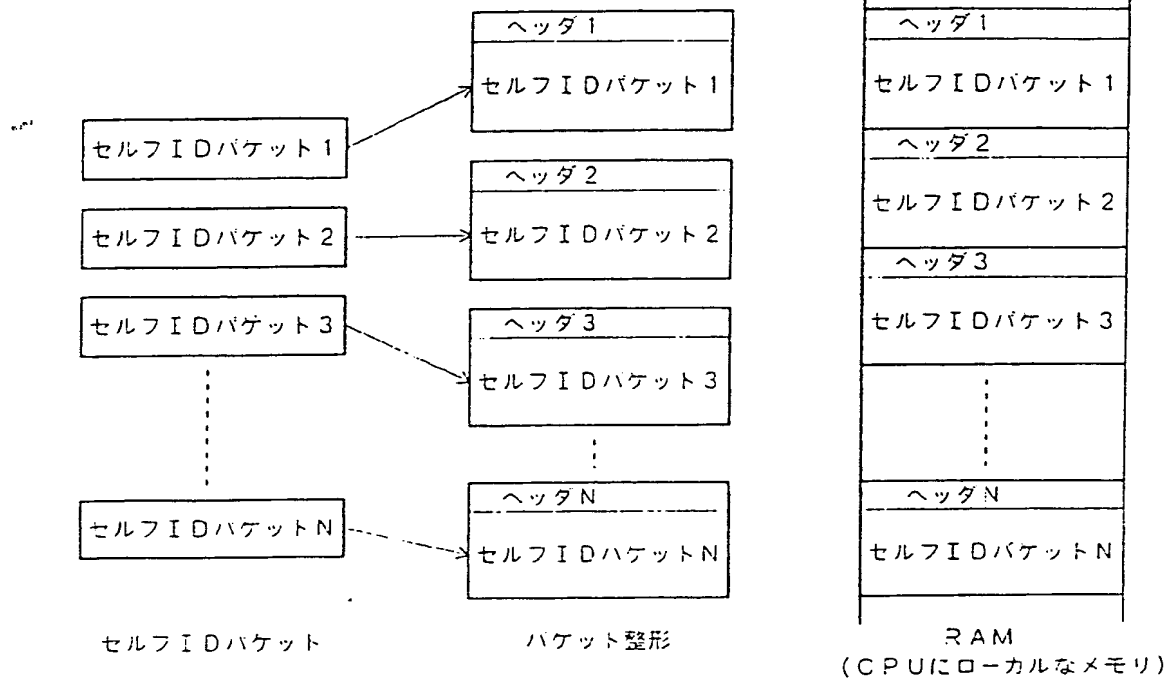 セルフIDパケット1
セルフIDパケット2
セルフIDパケット3
セルフIDパケットN
セルフIDパケット
ヘッダ1
セルフIDパケット1
ヘッダ2
セルフIDパケット2
ヘッダ3
セルフIDパケット3
ヘッダN
セルフIDパケットN
パケット整形
ヘッダ1
セルフIDパケット1
ヘッダ2
セルフIDパケット2
ヘッダ3
セルフIDパケット3
ヘッダN
セルフIDパケットN
RAM
(CPUにローカルなメモリ)